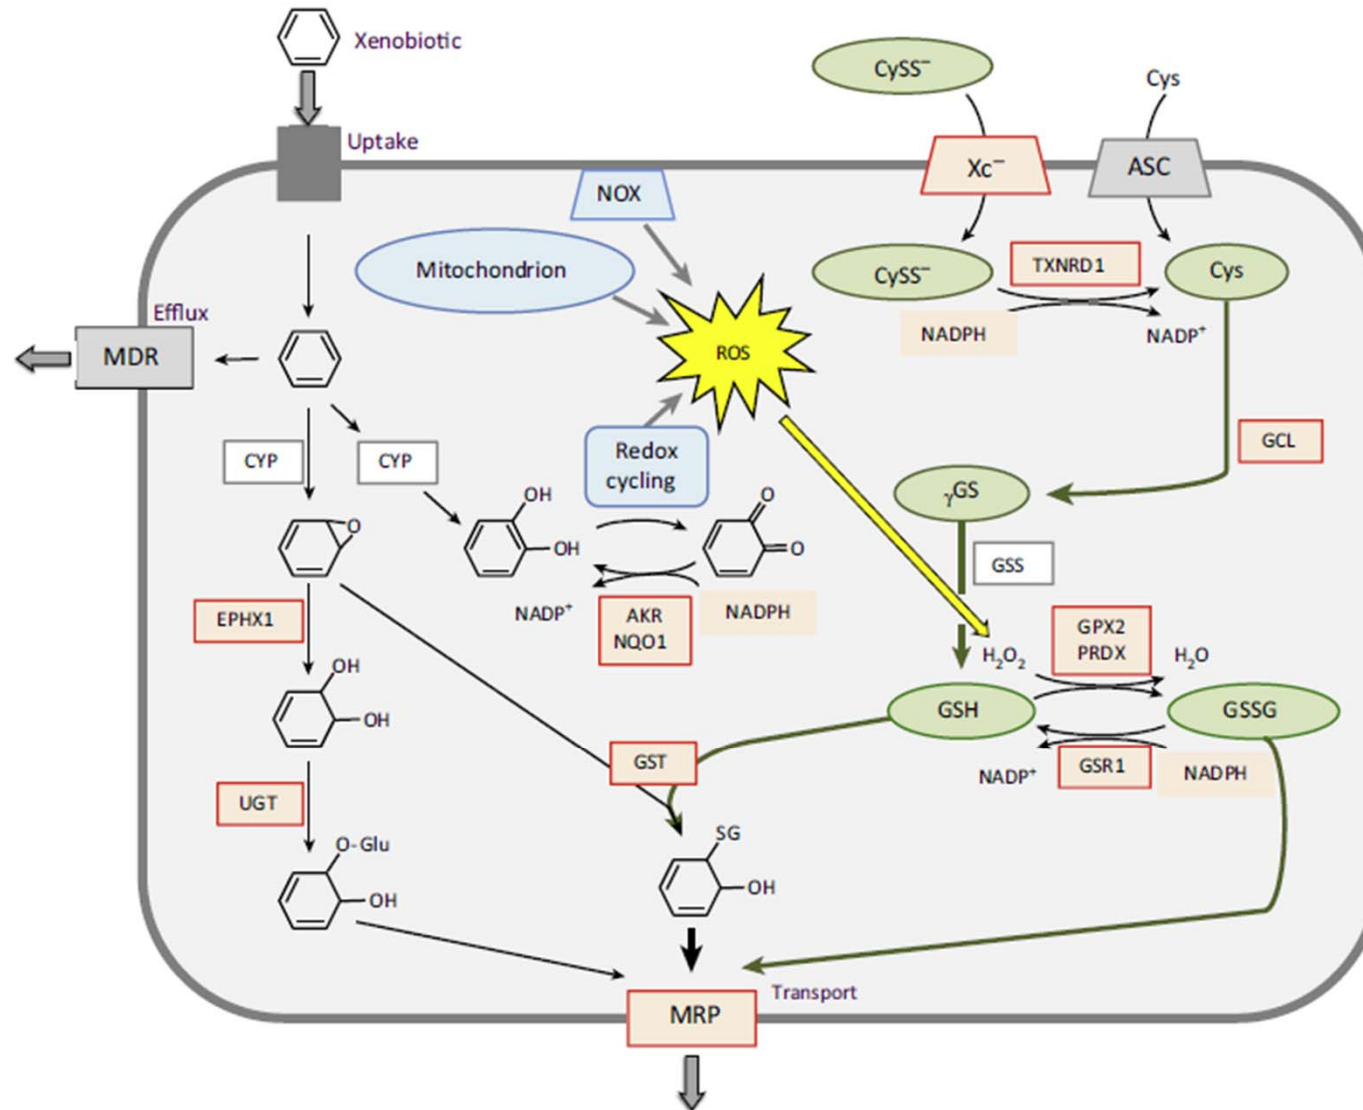 Xenobiotic
CySS⁻
Cys
Uptake
Xc⁻
ASC
NOX
Mitochondrion
CySS⁻
TXNRD1
Cys
Efflux
MDR
NADPH
NADP⁺
ROS
CYP
CYP
Redox
cycling
GCL
OH
OH
O
O
O
γGS
GSS
EPHX1
NADP⁺
AKR
NQO1
NADPH
GPX2
PRDX
H₂O₂
H₂O
OH
OH
GSH
GSSG
GST
NADP⁺
GSR1
NADPH
UGT
O-Glu
OH
SG
OH
Transport
MRP